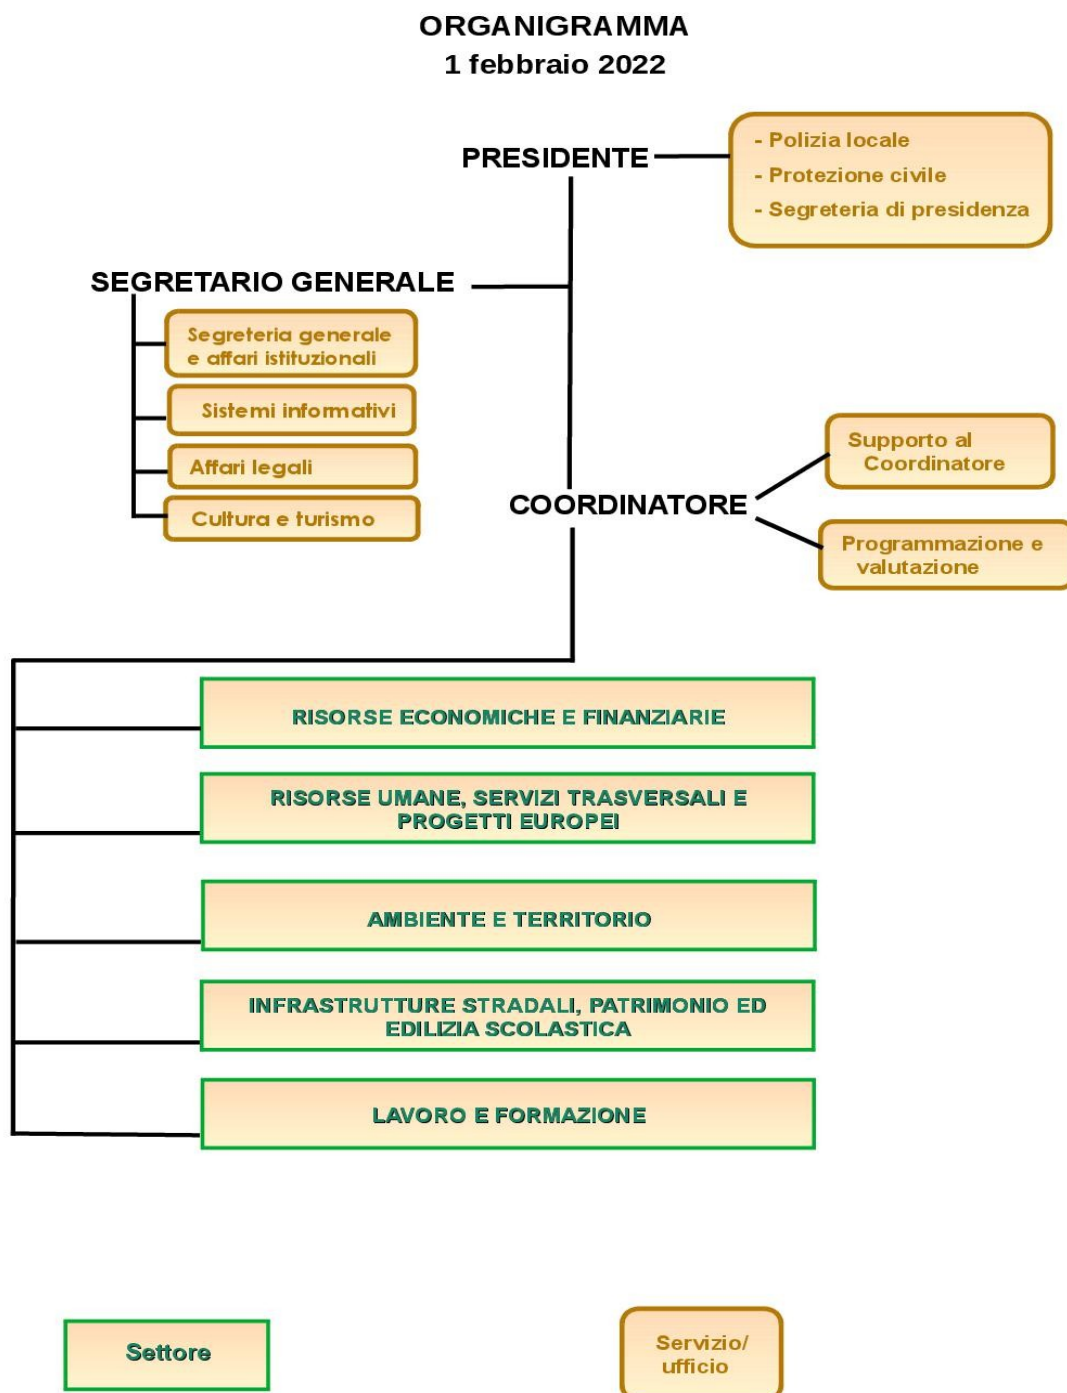 ORGANIGRAMMA
1 febbraio 2022
PRESIDENTE
- Polizia locale
- Protezione civile
- Segreteria di presidenza
SEGRETARIO GENERALE
Segreteria generale
e affari istituzionali
Sistemi informativi
Affari legali
Cultura e turismo
COORDINATORE
Supporto al
Coordinatore
Programmazione e
valutazione
RISORSE ECONOMICHE E FINANZIARIE
RISORSE UMANE, SERVIZI TRASVERSALI E
PROGETTI EUROPEI
AMBIENTE E TERRITORIO
INFRASTRUTTURE STRADALI, PATRIMONIO ED
EDILIZIA SCOLASTICA
LAVORO E FORMAZIONE
Settore
Servizio/
ufficio